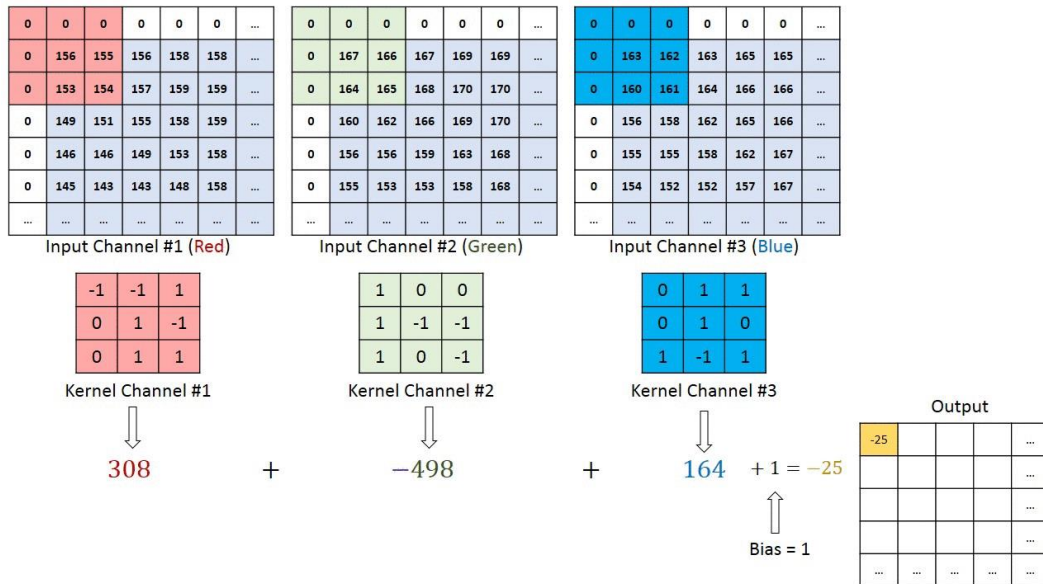 0 0 0 0 0 0 ...
0 156 155 156 158 158 ...
0 153 154 157 159 159 ...
0 149 151 155 158 159 ...
0 146 146 149 153 158 ...
0 145 143 143 148 158 ...
... ... ... ... ... ... ...
Input Channel #1 (Red)
0 0 0 0 0 0 ...
0 167 166 167 169 169 ...
0 164 165 168 170 170 ...
0 160 162 166 169 170 ...
0 156 156 159 163 168 ...
0 155 153 153 158 168 ...
... ... ... ... ... ... ...
Input Channel #2 (Green)
0 0 0 0 0 0 ...
0 163 162 163 165 165 ...
0 160 161 164 166 166 ...
0 156 158 162 165 166 ...
0 155 155 158 162 167 ...
0 154 152 152 157 167 ...
... ... ... ... ... ... ...
Input Channel #3 (Blue)
-1 -1 1
0 1 -1
0 1 1
Kernel Channel #1
1 0 0
1 -1 -1
1 0 -1
Kernel Channel #2
0 1 1
0 1 0
1 -1 1
Kernel Channel #3
308 + −498 + 164 + 1 = −25
Bias = 1
Output
-25 ...
...
...
...
... ... ... ... ...